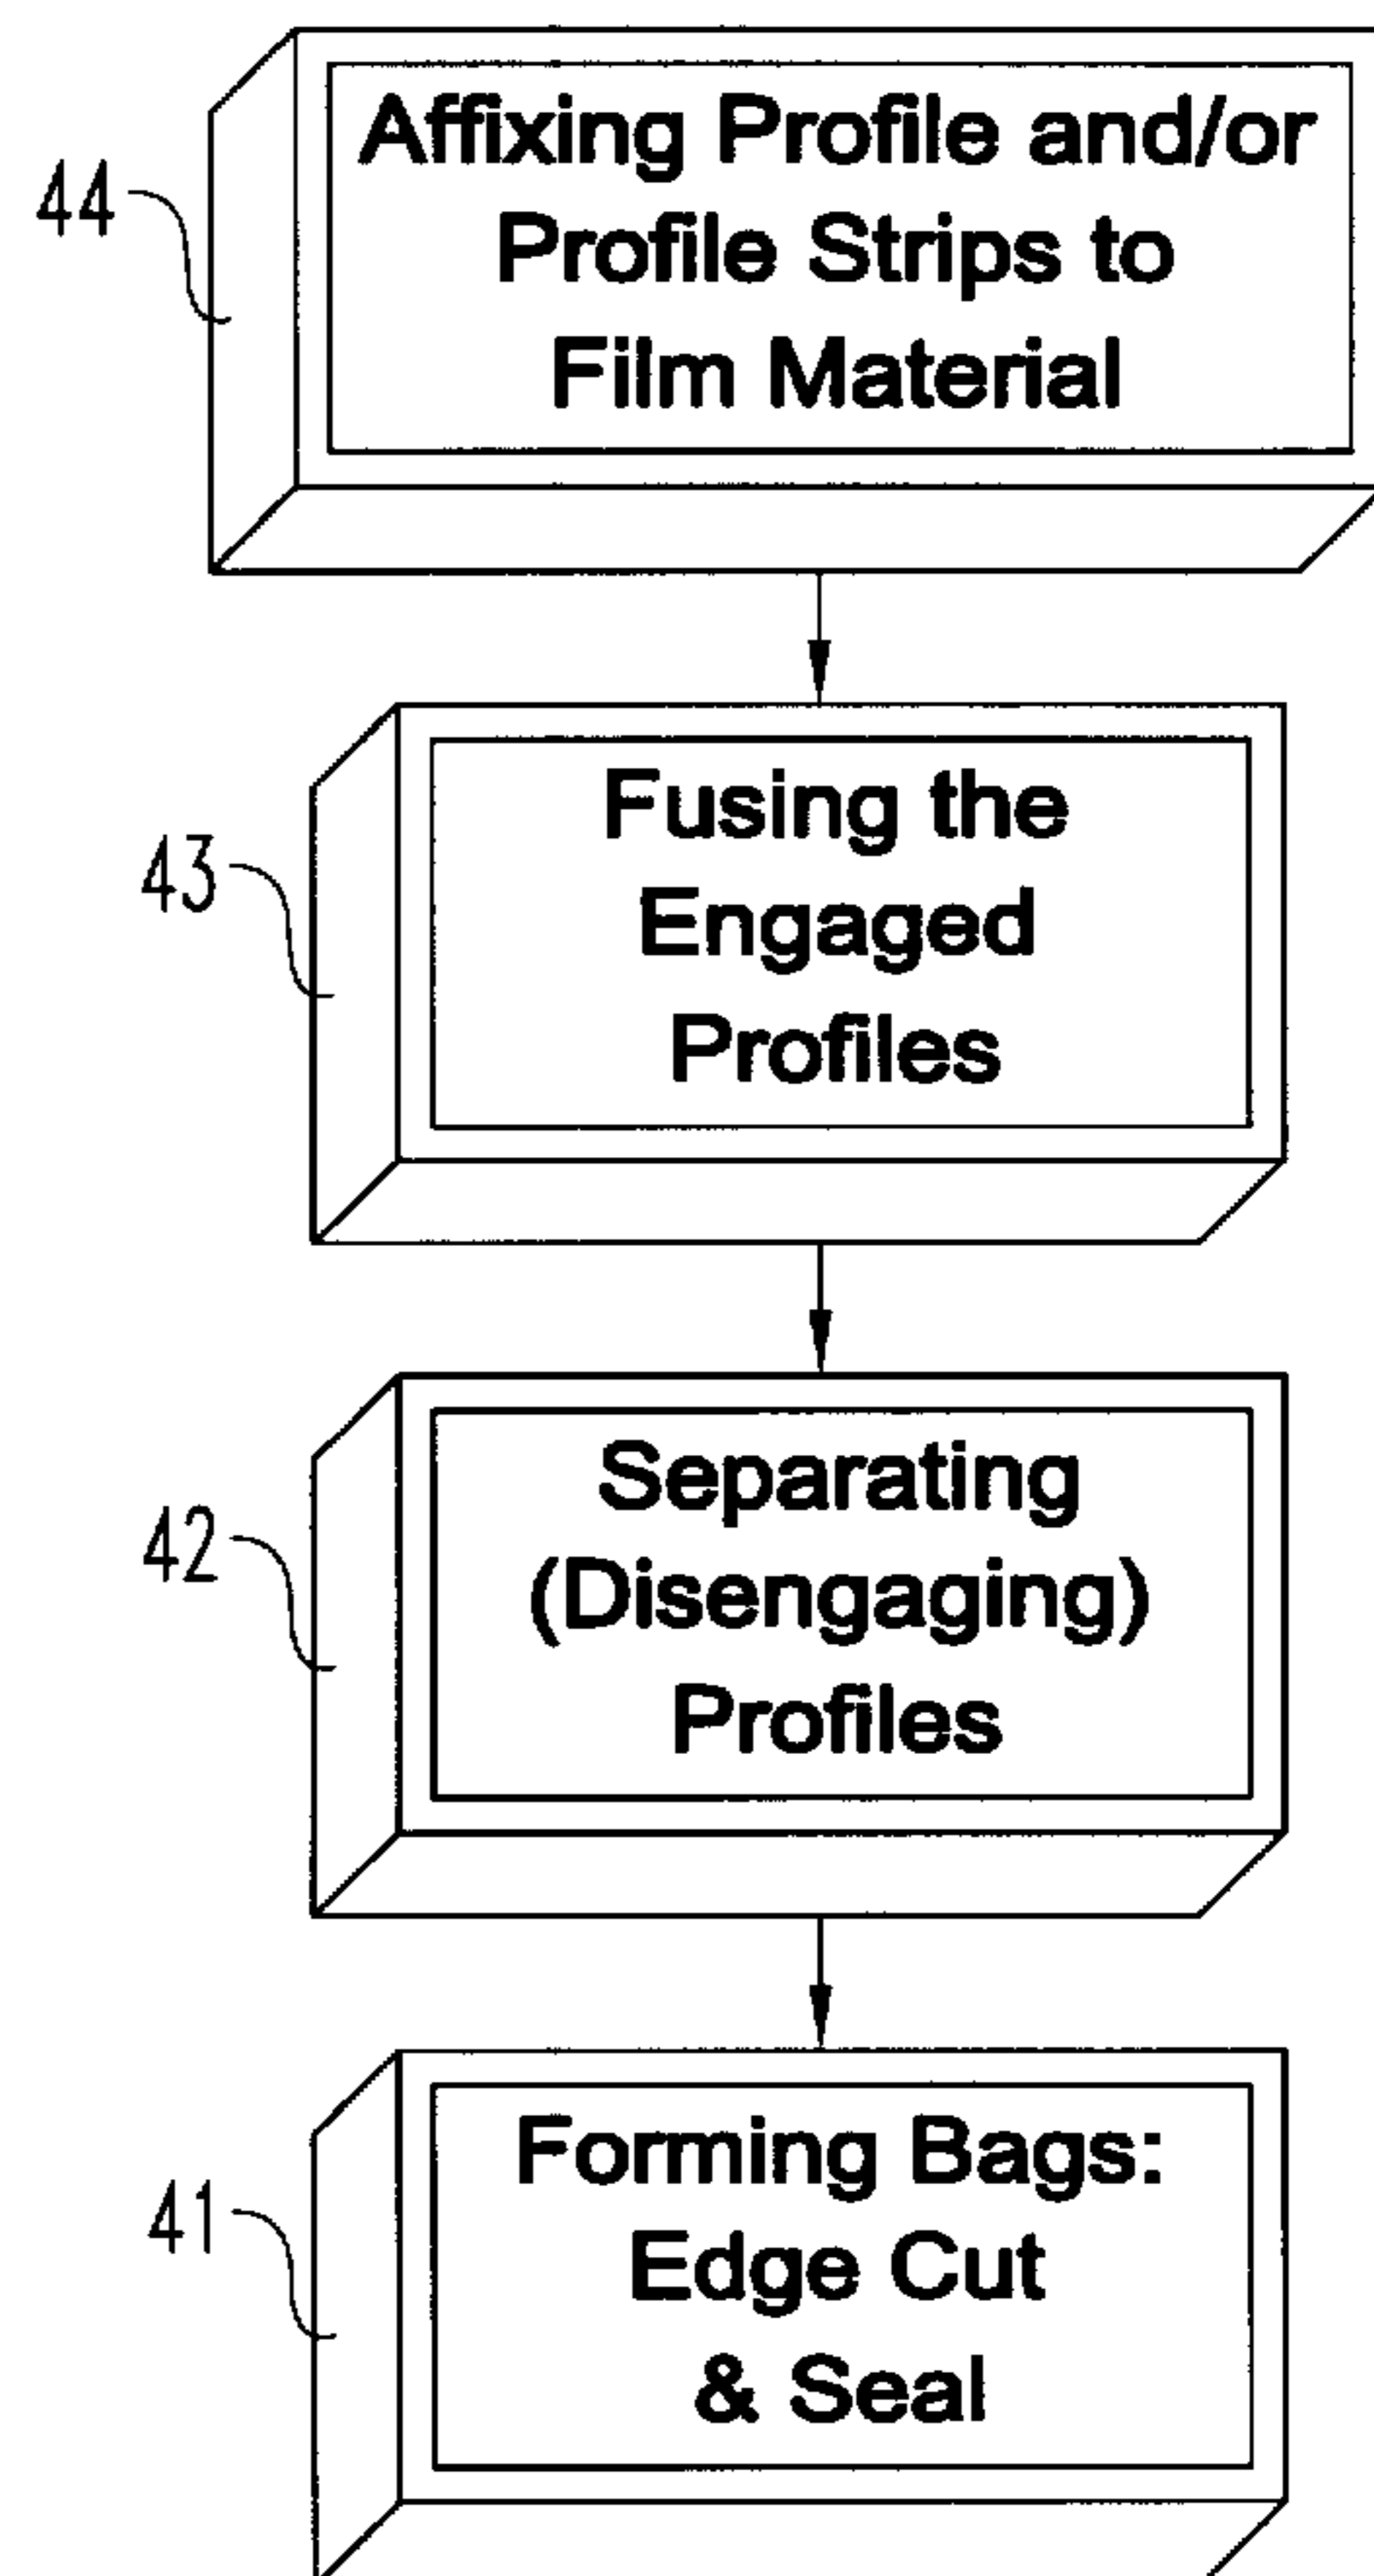 44
Affixing Profile and/or
Profile Strips to
Film Material
43
Fusing the
Engaged
Profiles
42
Separating
(Disengaging)
Profiles
41
Forming Bags:
Edge Cut
& Seal